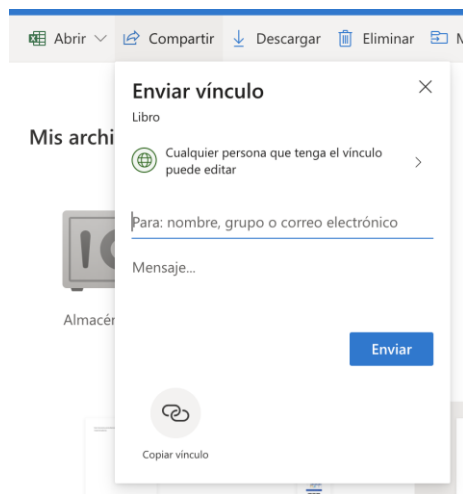 Abrir Compartir Descargar Eliminar
Enviar vínculo
Libro
Mis archi
Cualquier persona que tenga el vínculo
puede editar
Para: nombre, grupo o correo electrónico
Mensaje...
Almacén
Enviar
Copiar vínculo